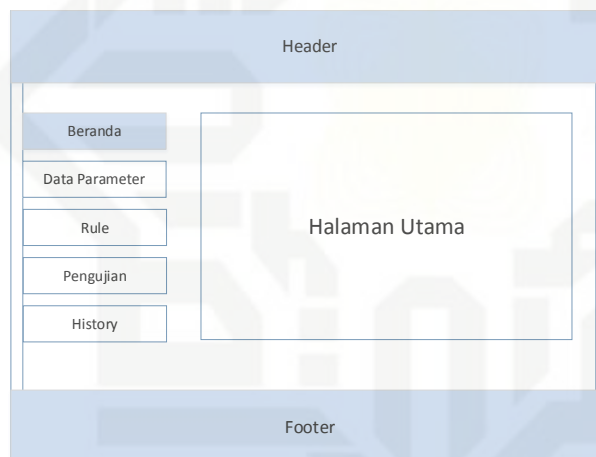 Header
Beranda
Data Parameter
Rule
Pengujian
History
Halaman Utama
Footer